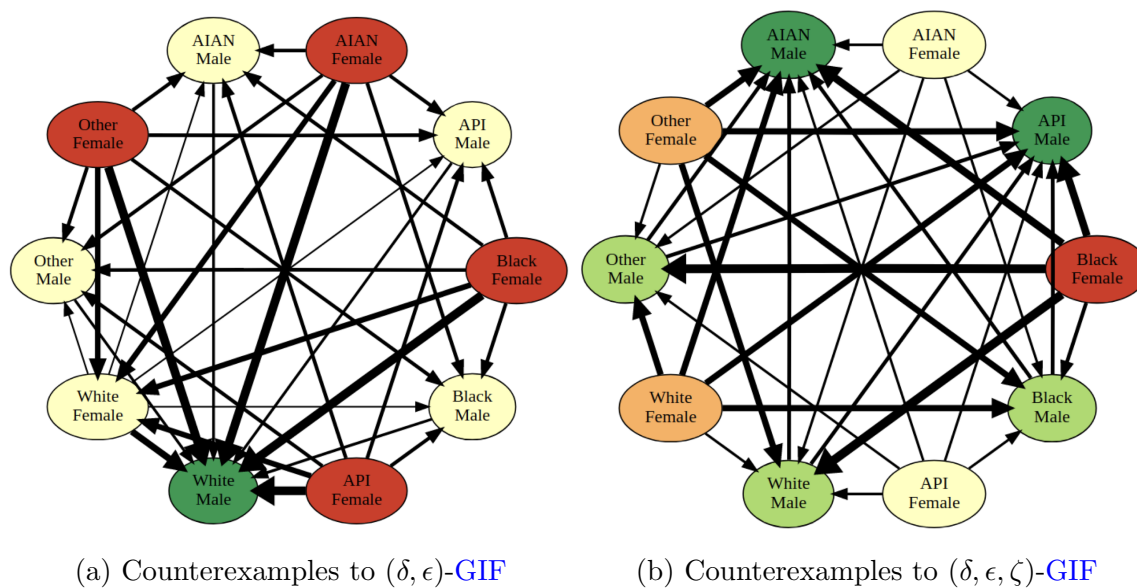 AIAN
Male
AIAN
Female
Other
Female
API
Male
Other
Male
Black
Female
White
Female
Black
Male
White
Male
API
Female
(a) Counterexamples to (δ, ϵ)-GIF
AIAN
Male
AIAN
Female
Other
Female
API
Male
Other
Male
Black
Female
White
Female
Black
Male
White
Male
API
Female
(b) Counterexamples to (δ, ϵ, ζ)-GIF